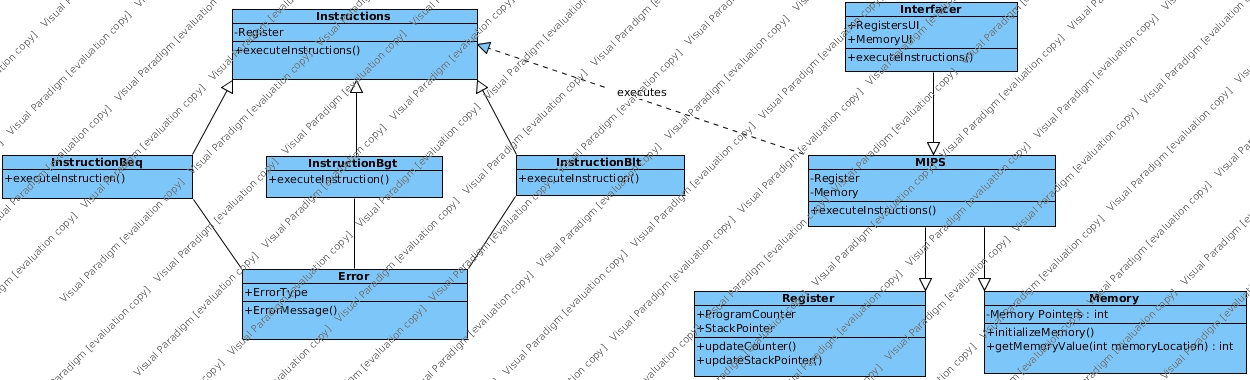 Instructions
-Register
+executeInstructions()
Interfacer
+RegistersUI
+MemoryUI
+executeInstructions()
executes
InstructionBeq
+executeInstruction()
InstructionBgt
+executeInstruction()
InstructionBlt
+executeInstruction()
MIPS
-Register
-Memory
+executeInstructions()
Error
+ErrorType
+ErrorMessage()
Register
+ProgramCounter
+StackPointer
+updateCounter()
+updateStackPointer()
Memory
-Memory Pointers : int
+initializeMemory()
+getMemoryValue(int memoryLocation) : int
Visual Paradigm [evaluation copy]